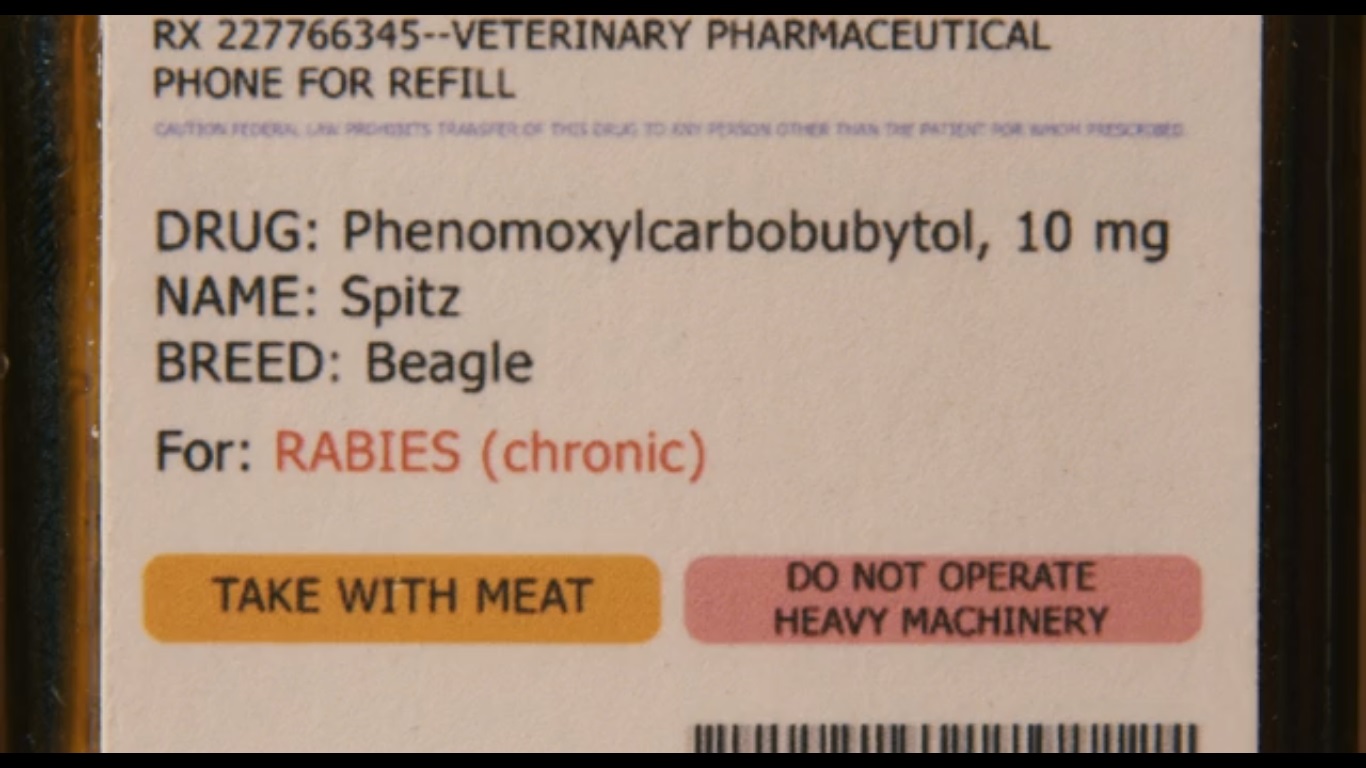 RX 227766345--VETERINARY PHARMACEUTICAL
PHONE FOR REFILL
CAUTION FEDERAL LAW PROHIBITS TRANSFER OF THIS DRUG TO ANY PERSON OTHER THAN THE PATIENT FOR WHOM PRESCRIBED.
DRUG: Phenomoxylcarbobubytol, 10 mg
NAME: Spitz
BREED: Beagle
For: RABIES (chronic)
TAKE WITH MEAT
DO NOT OPERATE
HEAVY MACHINERY